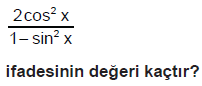 2cos² x
1– sin² x
ifadesinin değeri kaçtır?